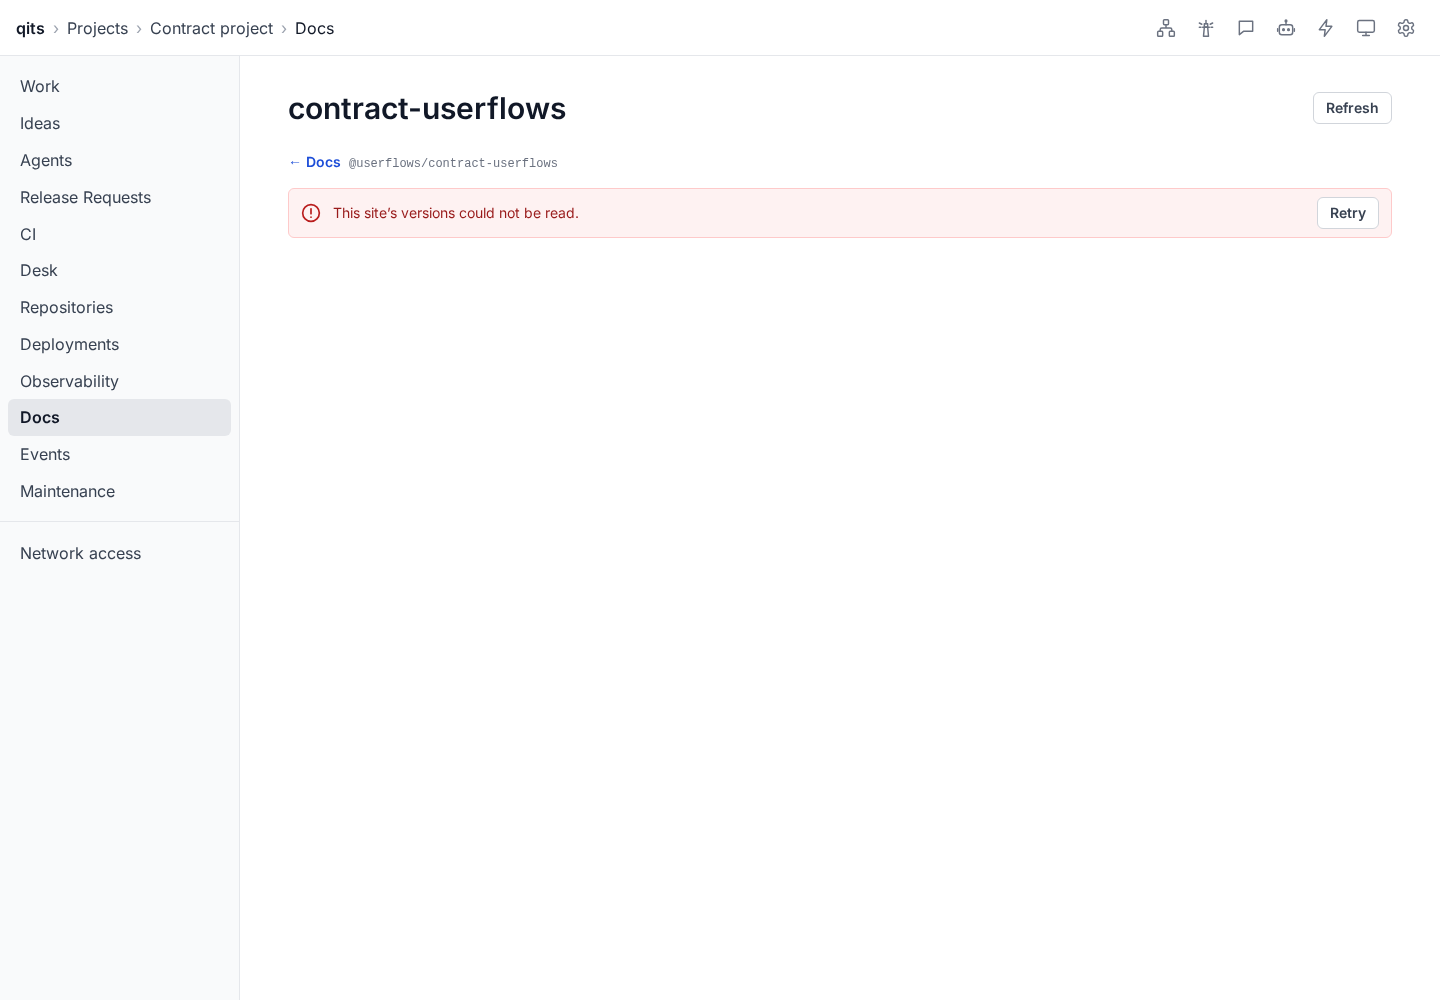 qits › Projects › Contract project › Docs
Work
Ideas
Agents
Release Requests
CI
Desk
Repositories
Deployments
Observability
Docs
Events
Maintenance
Network access
contract-userflows
Refresh
← Docs @userflows/contract-userflows
This site’s versions could not be read.
Retry